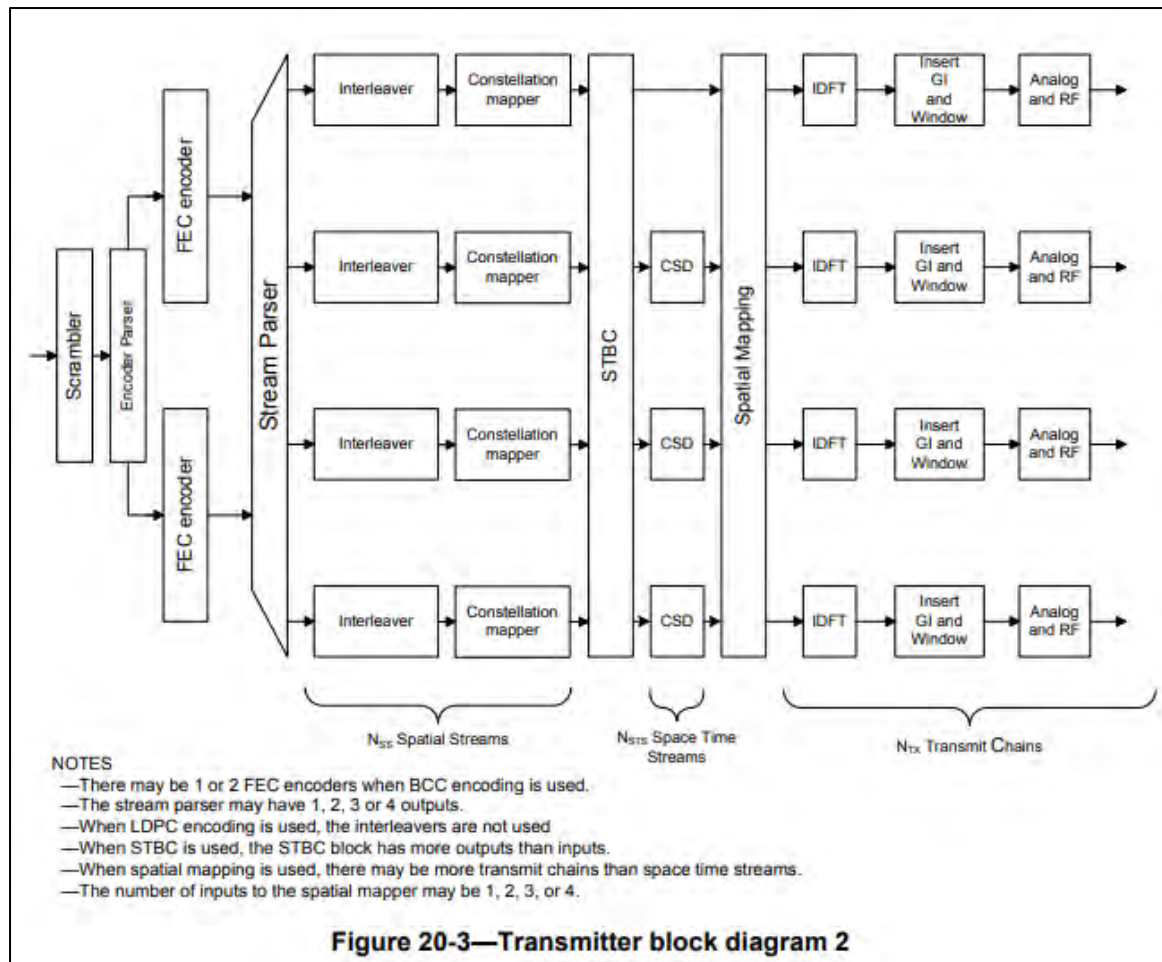 Scrambler
Encoder Parser
FEC encoder
FEC encoder
Stream Parser
Interleaver
Constellation
mapper
Interleaver
Constellation
mapper
Interleaver
Constellation
mapper
Interleaver
Constellation
mapper
STBC
CSD
CSD
CSD
Spatial Mapping
IDFT
Insert
GI
and
Window
Analog
and RF
IDFT
Insert
GI and
Window
Analog
and RF
IDFT
Insert
GI and
Window
Analog
and RF
IDFT
Insert
GI and
Window
Analog
and RF
NSS Spatial Streams
NSTS Space Time
Streams
NTX Transmit Chains
NOTES
—There may be 1 or 2 FEC encoders when BCC encoding is used.
—The stream parser may have 1, 2, 3 or 4 outputs.
—When LDPC encoding is used, the interleavers are not used
—When STBC is used, the STBC block has more outputs than inputs.
—When spatial mapping is used, there may be more transmit chains than space time streams.
—The number of inputs to the spatial mapper may be 1, 2, 3, or 4.
Figure 20-3—Transmitter block diagram 2